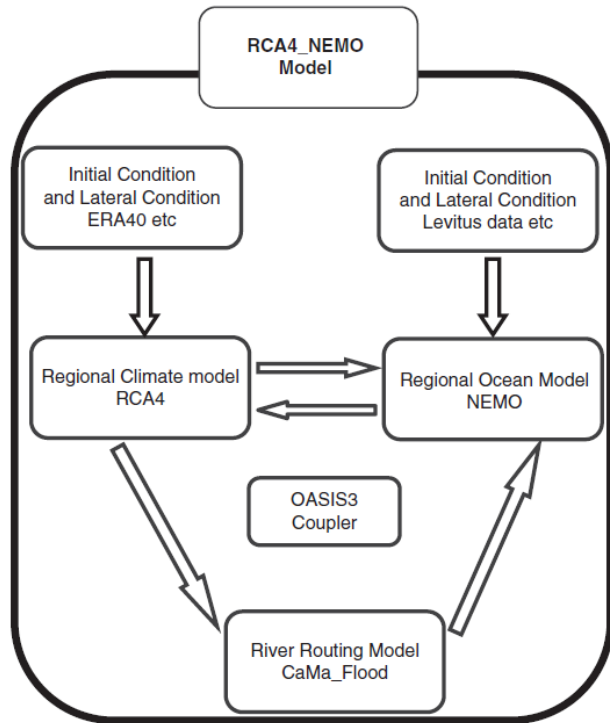 RCA4_NEMO
Model
Initial Condition
and Lateral Condition
ERA40 etc
Initial Condition
and Lateral Condition
Levitus data etc
Regional Climate model
RCA4
Regional Ocean Model
NEMO
OASIS3
Coupler
River Routing Model
CaMa_Flood